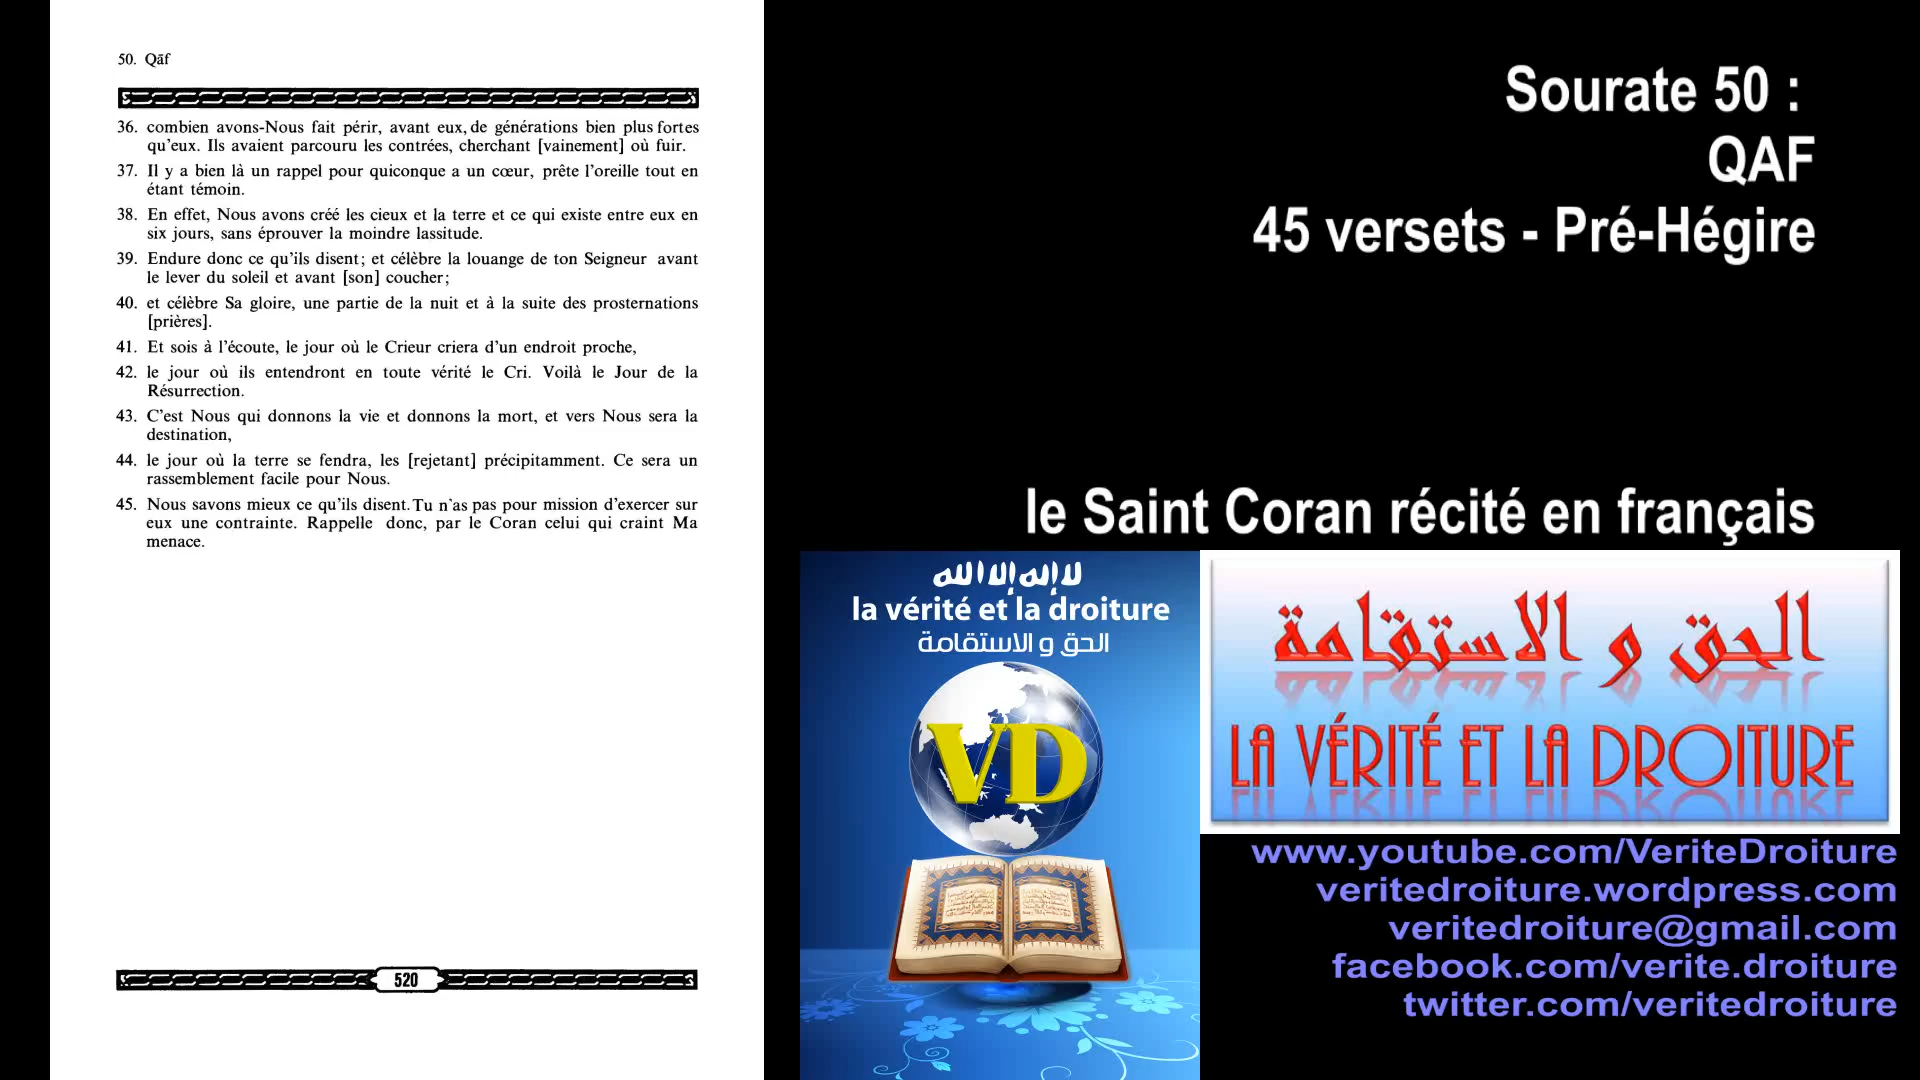 50. Qāf
36. combien avons-Nous fait périr, avant eux, de générations bien plus fortes
qu'eux. Ils avaient parcouru les contrées, cherchant [vainement] où fuir.
37. Il y a bien là un rappel pour quiconque a un cœur, prête l'oreille tout en
étant témoin.
38. En effet, Nous avons créé les cieux et la terre et ce qui existe entre eux en
six jours, sans éprouver la moindre lassitude.
39. Endure donc ce qu'ils disent; et célèbre la louange de ton Seigneur avant
le lever du soleil et avant [son] coucher;
40. et célèbre Sa gloire, une partie de la nuit et à la suite des prosternations
[prières].
41. Et sois à l'écoute, le jour où le Crieur criera d'un endroit proche,
42. le jour où ils entendront en toute vérité le Cri. Voilà le Jour de la
Résurrection.
43. C'est Nous qui donnons la vie et donnons la mort, et vers Nous sera la
destination,
44. le jour où la terre se fendra, les [rejetant] précipitamment. Ce sera un
rassemblement facile pour Nous.
45. Nous savons mieux ce qu'ils disent. Tu n'as pas pour mission d'exercer sur
eux une contrainte. Rappelle donc, par le Coran celui qui craint Ma
menace.
520
Sourate 50 :
QAF
45 versets - Pré-Hégire
le Saint Coran récité en français
لا إله إلا الله
la vérité et la droiture
الحق و الاستقامة
VD
الحق و الاستقامة
LA VÉRITÉ ET LA DROITURE
www.youtube.com/VeriteDroiture
veritedroiture.wordpress.com
veritedroiture@gmail.com
facebook.com/verite.droiture
twitter.com/veritedroiture